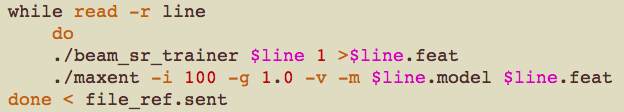 while read -r line
do
./beam_sr_trainer $line 1 >$line.feat
./maxent -i 100 -g 1.0 -v -m $line.model $line.feat
done < file_ref.sent